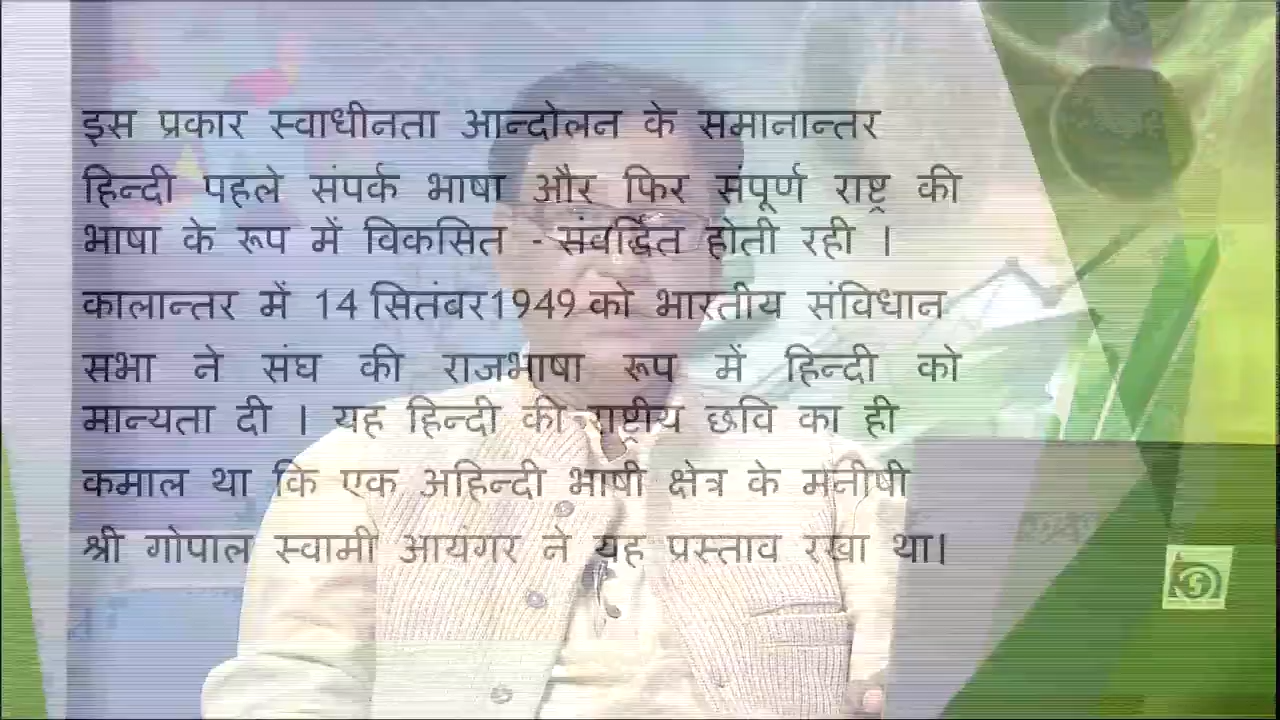 इस प्रकार स्वाधीनता आन्दोलन के समानान्तर
हिन्दी पहले संपर्क भाषा और फिर संपूर्ण राष्ट्र की
भाषा के रूप में विकसित - संवर्द्धित होती रही ।
कालान्तर में 14 सितंबर1949 को भारतीय संविधान
सभा ने संघ की राजभाषा रूप में हिन्दी को
मान्यता दी । यह हिन्दी की राष्ट्रीय छवि का ही
कमाल था कि एक अहिन्दी भाषी क्षेत्र के मनीषी
श्री गोपाल स्वामी आयंगर ने यह प्रस्ताव रखा था।